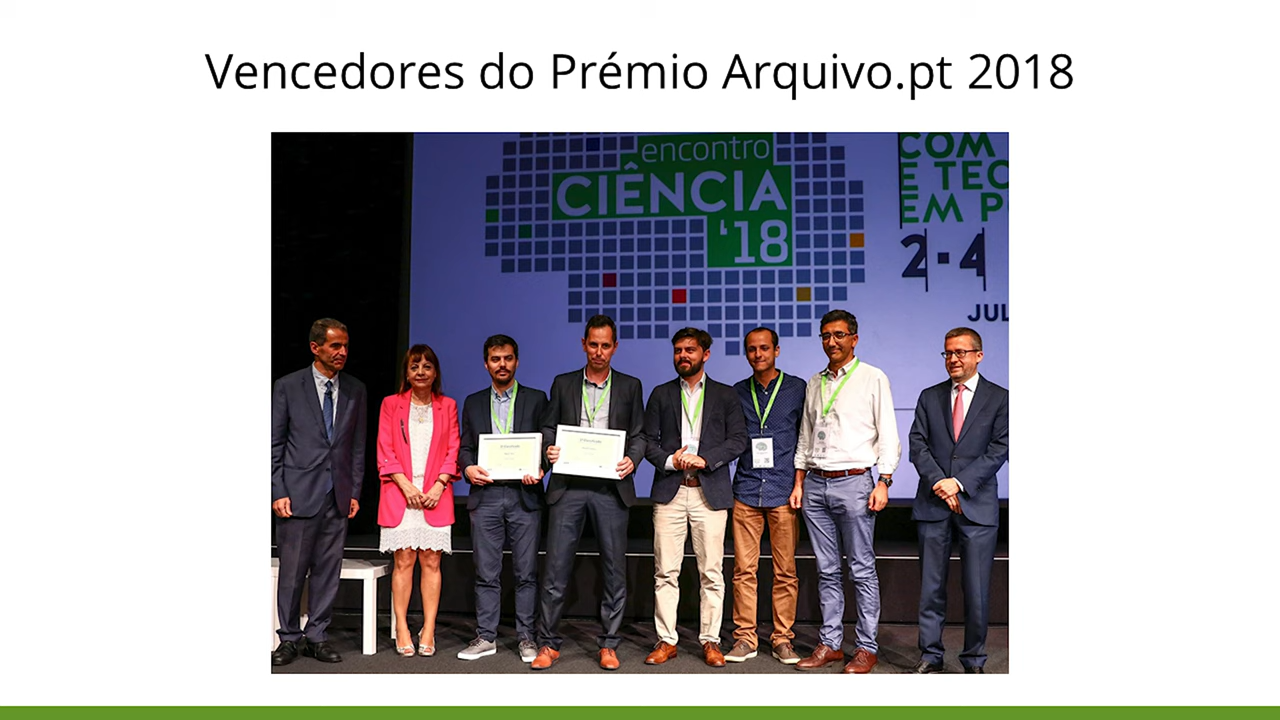 Vencedores do Prémio Arquivo.pt 2018
encontro
CIÊNCIA
'18
COM
E TEC
EM P
2-4
JUL